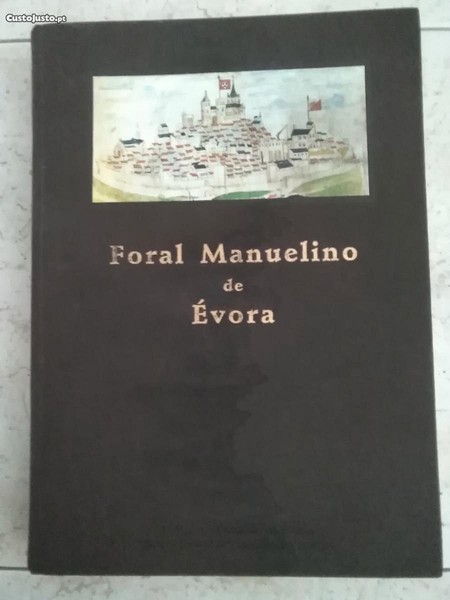 CustoJusto.pt
Foral Manuelino
de
Évora